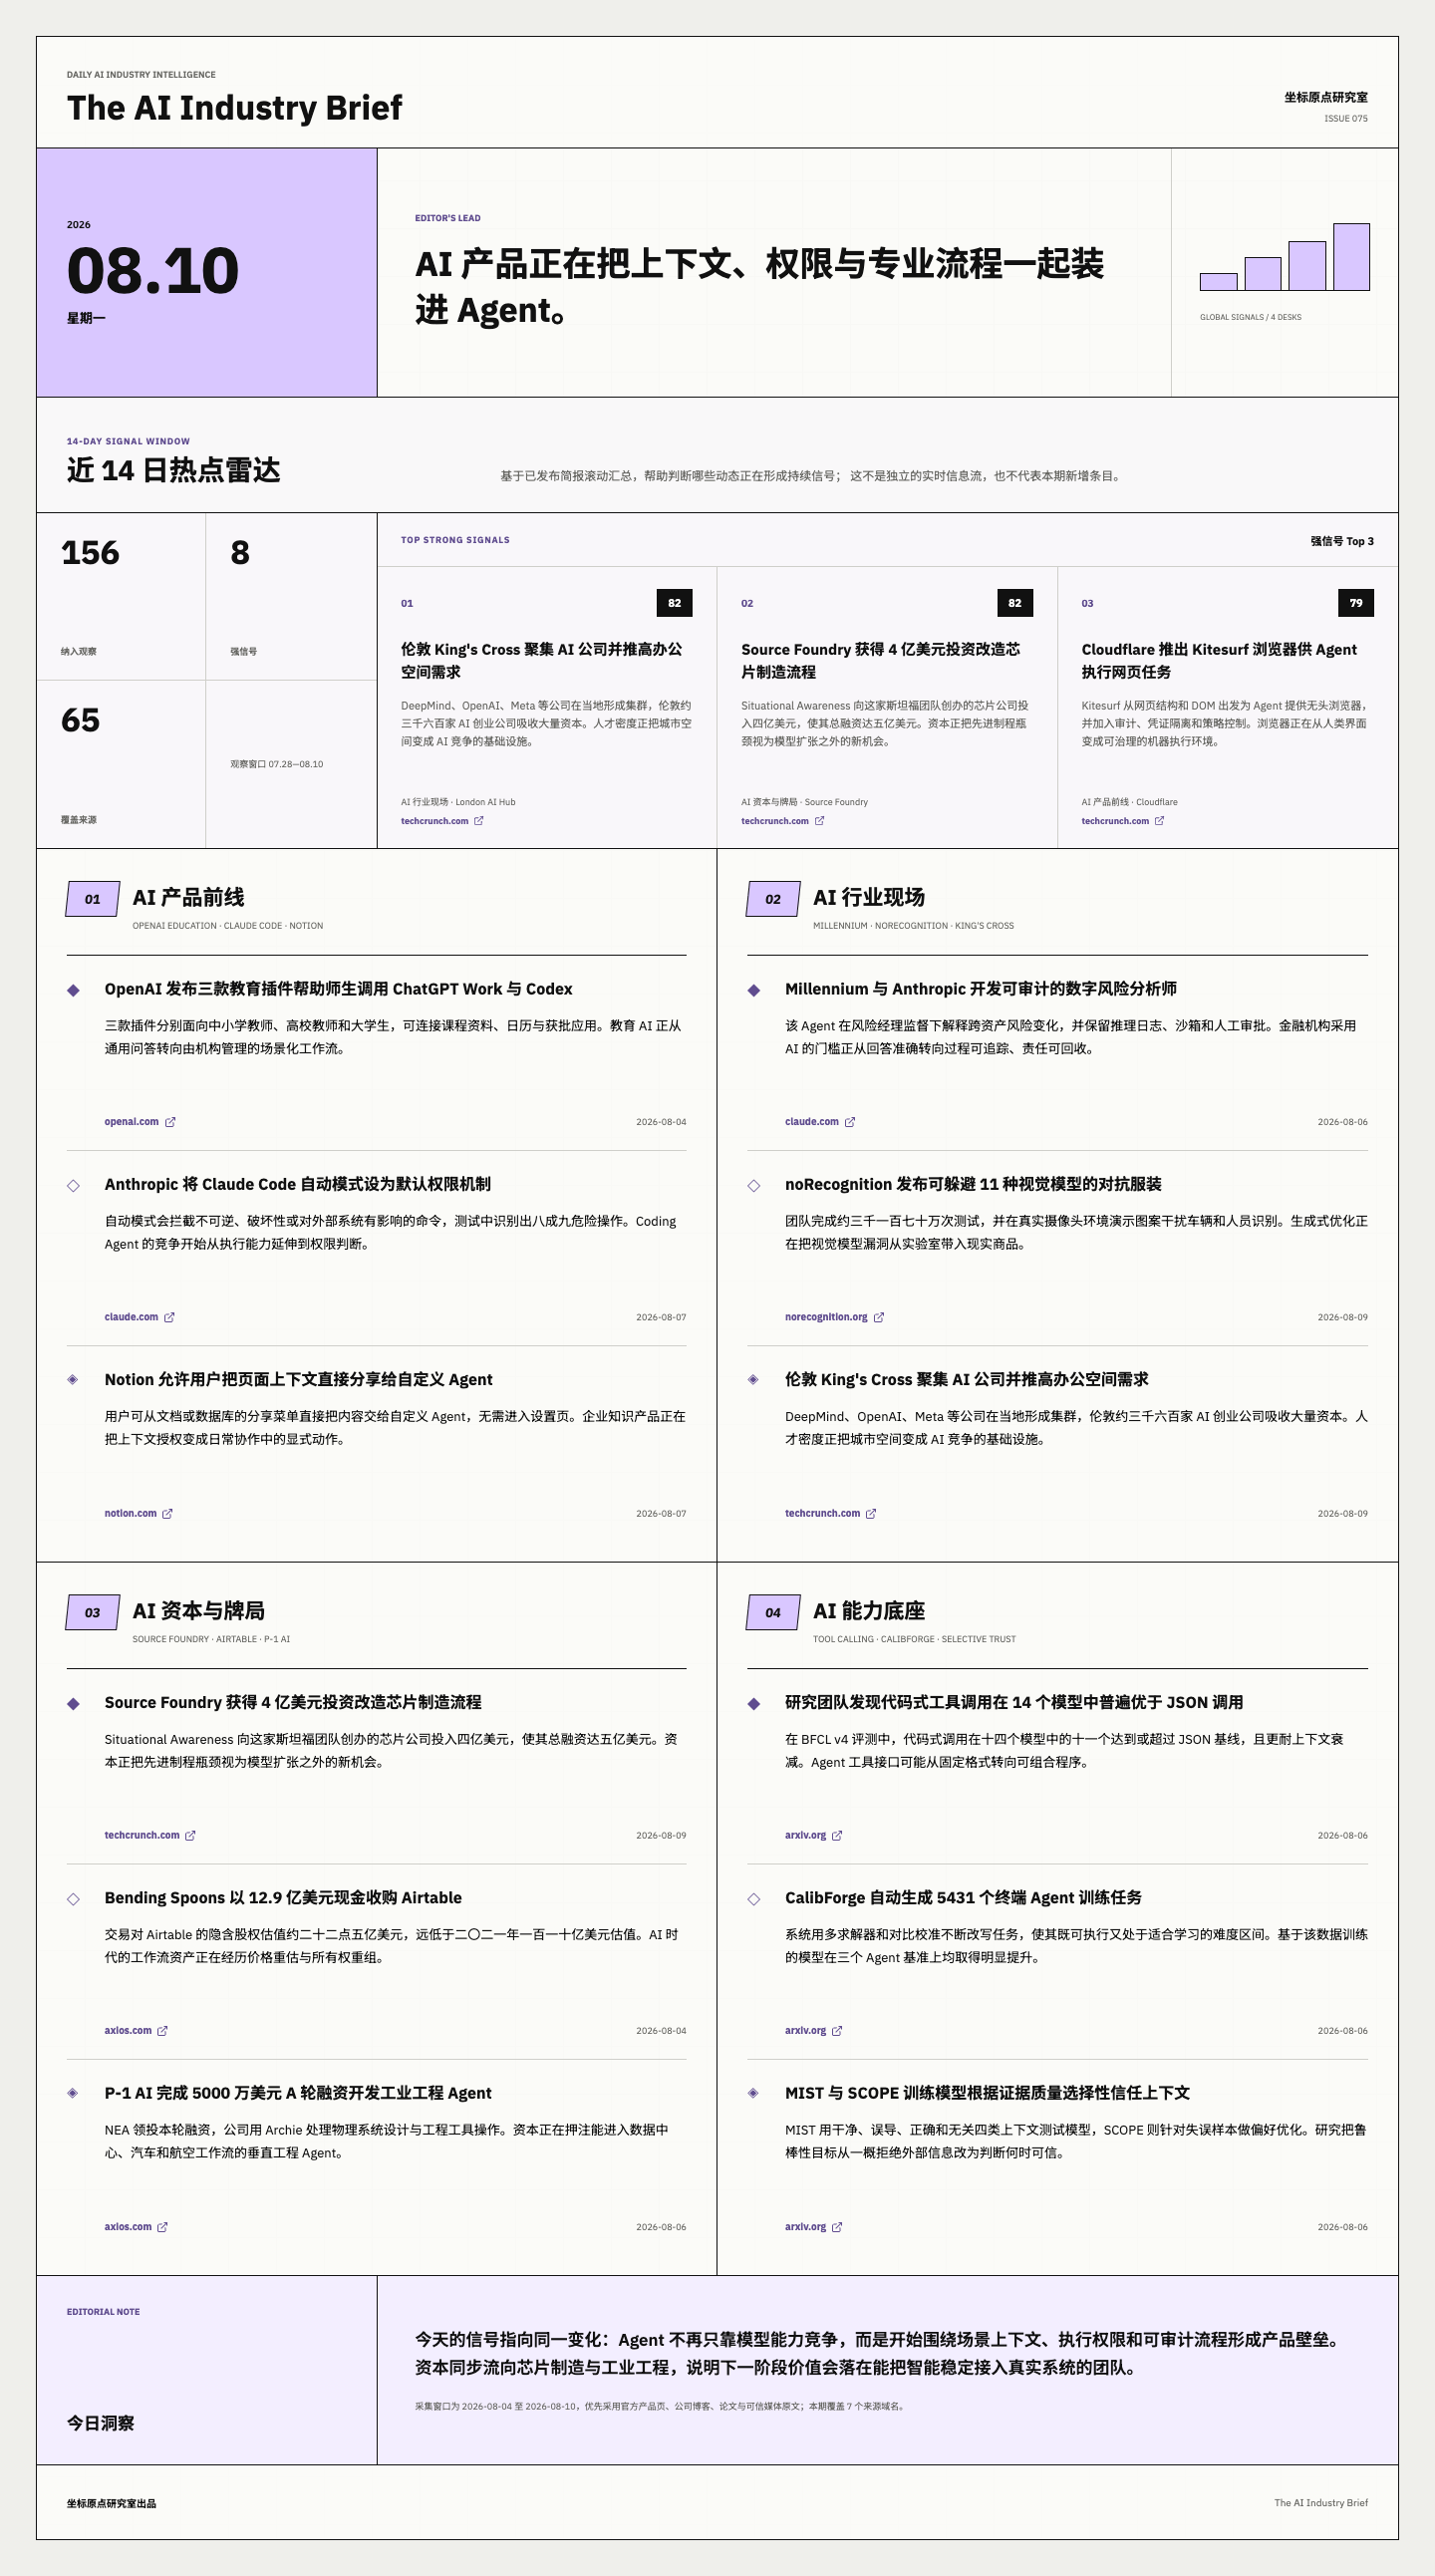 DAILY AI INDUSTRY INTELLIGENCE
The AI Industry Brief
坐标原点研究室
ISSUE 075
2026
08.10
星期一
EDITOR'S LEAD
AI 产品正在把上下文、权限与专业流程一起装
进 Agent。
GLOBAL SIGNALS / 4 DESKS
14-DAY SIGNAL WINDOW
近 14 日热点雷达
基于已发布简报滚动汇总，帮助判断哪些动态正在形成持续信号； 这不是独立的实时信息流，也不代表本期新增条目。
156
纳入观察
8
强信号
65
覆盖来源
观察窗口 07.28—08.10
TOP STRONG SIGNALS
强信号 Top 3
01
82
伦敦 King's Cross 聚集 AI 公司并推高办公
空间需求
DeepMind、OpenAI、Meta 等公司在当地形成集群，伦敦约
三千六百家 AI 创业公司吸收大量资本。人才密度正把城市空
间变成 AI 竞争的基础设施。
AI 行业现场 · London AI Hub
techcrunch.com
02
82
Source Foundry 获得 4 亿美元投资改造芯
片制造流程
Situational Awareness 向这家斯坦福团队创办的芯片公司投
入四亿美元，使其总融资达五亿美元。资本正把先进制程瓶
颈视为模型扩张之外的新机会。
AI 资本与牌局 · Source Foundry
techcrunch.com
03
79
Cloudflare 推出 Kitesurf 浏览器供 Agent
执行网页任务
Kitesurf 从网页结构和 DOM 出发为 Agent 提供无头浏览器，
并加入审计、凭证隔离和策略控制。浏览器正在从人类界面
变成可治理的机器执行环境。
AI 产品前线 · Cloudflare
techcrunch.com
01
AI 产品前线
OPENAI EDUCATION · CLAUDE CODE · NOTION
OpenAI 发布三款教育插件帮助师生调用 ChatGPT Work 与 Codex
三款插件分别面向中小学教师、高校教师和大学生，可连接课程资料、日历与获批应用。教育 AI 正从
通用问答转向由机构管理的场景化工作流。
openai.com
2026-08-04
Anthropic 将 Claude Code 自动模式设为默认权限机制
自动模式会拦截不可逆、破坏性或对外部系统有影响的命令，测试中识别出八成九危险操作。Coding
Agent 的竞争开始从执行能力延伸到权限判断。
claude.com
2026-08-07
Notion 允许用户把页面上下文直接分享给自定义 Agent
用户可从文档或数据库的分享菜单直接把内容交给自定义 Agent，无需进入设置页。企业知识产品正在
把上下文授权变成日常协作中的显式动作。
notion.com
2026-08-07
02
AI 行业现场
MILLENNIUM · NORECOGNITION · KING'S CROSS
Millennium 与 Anthropic 开发可审计的数字风险分析师
该 Agent 在风险经理监督下解释跨资产风险变化，并保留推理日志、沙箱和人工审批。金融机构采用
AI 的门槛正从回答准确转向过程可追踪、责任可回收。
claude.com
2026-08-06
noRecognition 发布可躲避 11 种视觉模型的对抗服装
团队完成约三千一百七十万次测试，并在真实摄像头环境演示图案干扰车辆和人员识别。生成式优化正
在把视觉模型漏洞从实验室带入现实商品。
norecognition.org
2026-08-09
伦敦 King's Cross 聚集 AI 公司并推高办公空间需求
DeepMind、OpenAI、Meta 等公司在当地形成集群，伦敦约三千六百家 AI 创业公司吸收大量资本。人
才密度正把城市空间变成 AI 竞争的基础设施。
techcrunch.com
2026-08-09
03
AI 资本与牌局
SOURCE FOUNDRY · AIRTABLE · P-1 AI
Source Foundry 获得 4 亿美元投资改造芯片制造流程
Situational Awareness 向这家斯坦福团队创办的芯片公司投入四亿美元，使其总融资达五亿美元。资
本正把先进制程瓶颈视为模型扩张之外的新机会。
techcrunch.com
2026-08-09
Bending Spoons 以 12.9 亿美元现金收购 Airtable
交易对 Airtable 的隐含股权估值约二十二点五亿美元，远低于二〇二一年一百一十亿美元估值。AI 时
代的工作流资产正在经历价格重估与所有权重组。
axios.com
2026-08-04
P-1 AI 完成 5000 万美元 A 轮融资开发工业工程 Agent
NEA 领投本轮融资，公司用 Archie 处理物理系统设计与工程工具操作。资本正在押注能进入数据中
心、汽车和航空工作流的垂直工程 Agent。
axios.com
2026-08-06
04
AI 能力底座
TOOL CALLING · CALIBFORGE · SELECTIVE TRUST
研究团队发现代码式工具调用在 14 个模型中普遍优于 JSON 调用
在 BFCL v4 评测中，代码式调用在十四个模型中的十一个达到或超过 JSON 基线，且更耐上下文衰
减。Agent 工具接口可能从固定格式转向可组合程序。
arxiv.org
2026-08-06
CalibForge 自动生成 5431 个终端 Agent 训练任务
系统用多求解器和对比校准不断改写任务，使其既可执行又处于适合学习的难度区间。基于该数据训练
的模型在三个 Agent 基准上均取得明显提升。
arxiv.org
2026-08-06
MIST 与 SCOPE 训练模型根据证据质量选择性信任上下文
MIST 用干净、误导、正确和无关四类上下文测试模型，SCOPE 则针对失误样本做偏好优化。研究把鲁
棒性目标从一概拒绝外部信息改为判断何时可信。
arxiv.org
2026-08-06
EDITORIAL NOTE
今日洞察
今天的信号指向同一变化：Agent 不再只靠模型能力竞争，而是开始围绕场景上下文、执行权限和可审计流程形成产品壁垒。
资本同步流向芯片制造与工业工程，说明下一阶段价值会落在能把智能稳定接入真实系统的团队。
采集窗口为 2026-08-04 至 2026-08-10，优先采用官方产品页、公司博客、论文与可信媒体原文；本期覆盖 7 个来源域名。
坐标原点研究室出品
The AI Industry Brief